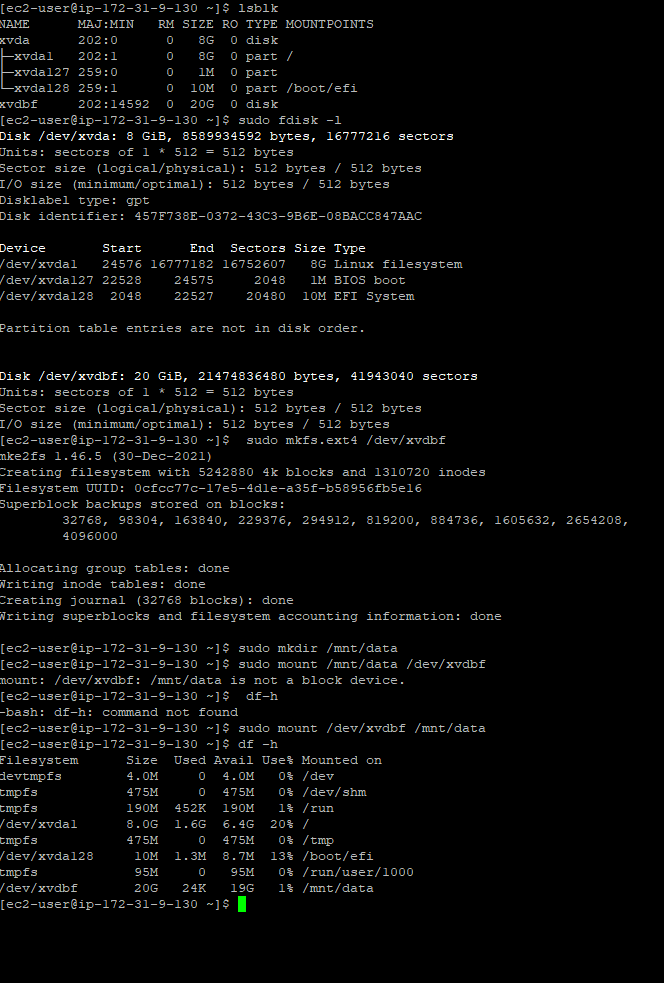 [ec2-user@ip-172-31-9-130 ~]$ lsblk
NAME      MAJ:MIN   RM SIZE RO TYPE MOUNTPOINTS
xvda      202:0      0   8G  0 disk
├─xvda1   202:1      0   8G  0 part /
├─xvda127 259:0      0   1M  0 part
└─xvda128 259:1      0  10M  0 part /boot/efi
xvdbf     202:14592  0  20G  0 disk
[ec2-user@ip-172-31-9-130 ~]$ sudo fdisk -l
Disk /dev/xvda: 8 GiB, 8589934592 bytes, 16777216 sectors
Units: sectors of 1 * 512 = 512 bytes
Sector size (logical/physical): 512 bytes / 512 bytes
I/O size (minimum/optimal): 512 bytes / 512 bytes
Disklabel type: gpt
Disk identifier: 457F738E-0372-43C3-9B6E-08BACC847AAC
Device       Start      End  Sectors Size Type
/dev/xvda1   24576 16777182 16752607   8G Linux filesystem
/dev/xvda127 22528    24575     2048   1M BIOS boot
/dev/xvda128  2048    22527    20480  10M EFI System
Partition table entries are not in disk order.
Disk /dev/xvdbf: 20 GiB, 21474836480 bytes, 41943040 sectors
Units: sectors of 1 * 512 = 512 bytes
Sector size (logical/physical): 512 bytes / 512 bytes
I/O size (minimum/optimal): 512 bytes / 512 bytes
[ec2-user@ip-172-31-9-130 ~]$  sudo mkfs.ext4 /dev/xvdbf
mke2fs 1.46.5 (30-Dec-2021)
Creating filesystem with 5242880 4k blocks and 1310720 inodes
Filesystem UUID: 0cfcc77c-17e5-4d1e-a35f-b58956fb5e16
Superblock backups stored on blocks:
        32768, 98304, 163840, 229376, 294912, 819200, 884736, 1605632, 2654208,
        4096000
Allocating group tables: done
Writing inode tables: done
Creating journal (32768 blocks): done
Writing superblocks and filesystem accounting information: done
[ec2-user@ip-172-31-9-130 ~]$ sudo mkdir /mnt/data
[ec2-user@ip-172-31-9-130 ~]$ sudo mount /mnt/data /dev/xvdbf
mount: /dev/xvdbf: /mnt/data is not a block device.
[ec2-user@ip-172-31-9-130 ~]$  df-h
-bash: df-h: command not found
[ec2-user@ip-172-31-9-130 ~]$ sudo mount /dev/xvdbf /mnt/data
[ec2-user@ip-172-31-9-130 ~]$ df -h
Filesystem      Size  Used Avail Use% Mounted on
devtmpfs        4.0M     0  4.0M   0% /dev
tmpfs           475M     0  475M   0% /dev/shm
tmpfs           190M  452K  190M   1% /run
/dev/xvda1      8.0G  1.6G  6.4G  20% /
tmpfs           475M     0  475M   0% /tmp
/dev/xvda128     10M  1.3M  8.7M  13% /boot/efi
tmpfs            95M     0   95M   0% /run/user/1000
/dev/xvdbf       20G   24K   19G   1% /mnt/data
[ec2-user@ip-172-31-9-130 ~]$